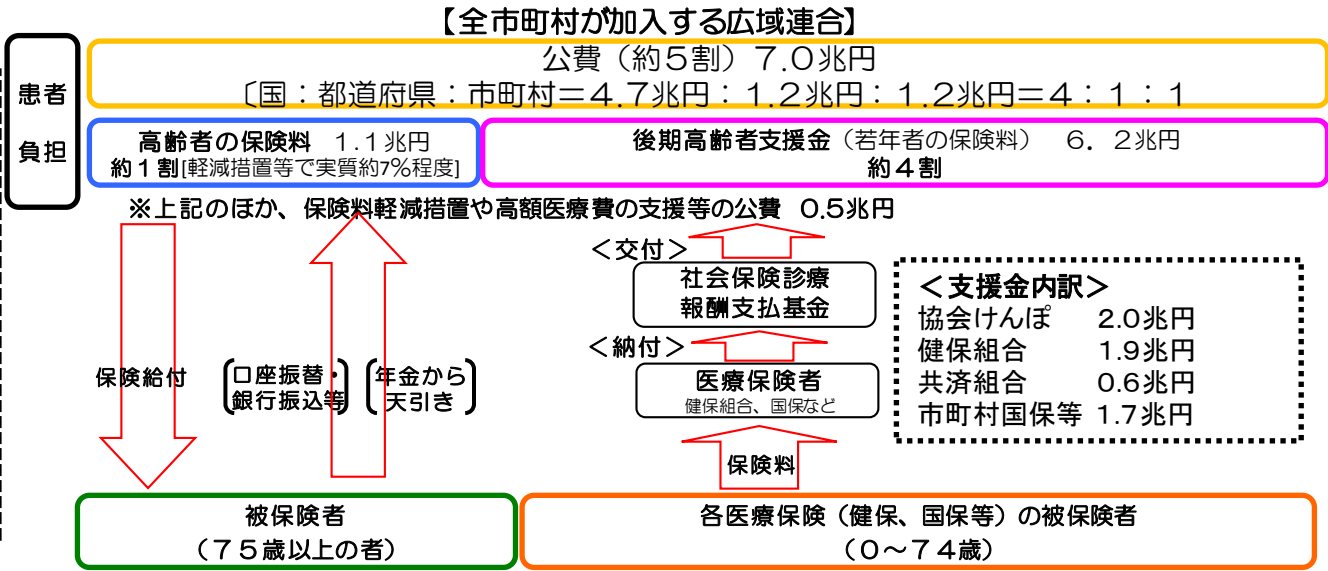 【全市町村が加入する広域連合】
患者
負担
公費（約５割）７.０兆円
〔国：都道府県：市町村＝４.７兆円：１.２兆円：１.２兆円＝４：１：１
高齢者の保険料　１.１兆円
約１割[軽減措置等で実質約7％程度]
後期高齢者支援金（若年者の保険料）　６．２兆円
約４割
※上記のほか、保険料軽減措置や高額医療費の支援等の公費　0.5兆円
＜交付＞
社会保険診療
報酬支払基金
＜納付＞
医療保険者
健保組合、国保など
保険料
保険給付
口座振替・
銀行振込等
年金から
天引き
＜支援金内訳＞
協会けんぽ　2.0兆円
健保組合　1.9兆円
共済組合　0.6兆円
市町村国保等 1.7兆円
被保険者
（７５歳以上の者）
各医療保険（健保、国保等）の被保険者
（０～７４歳）